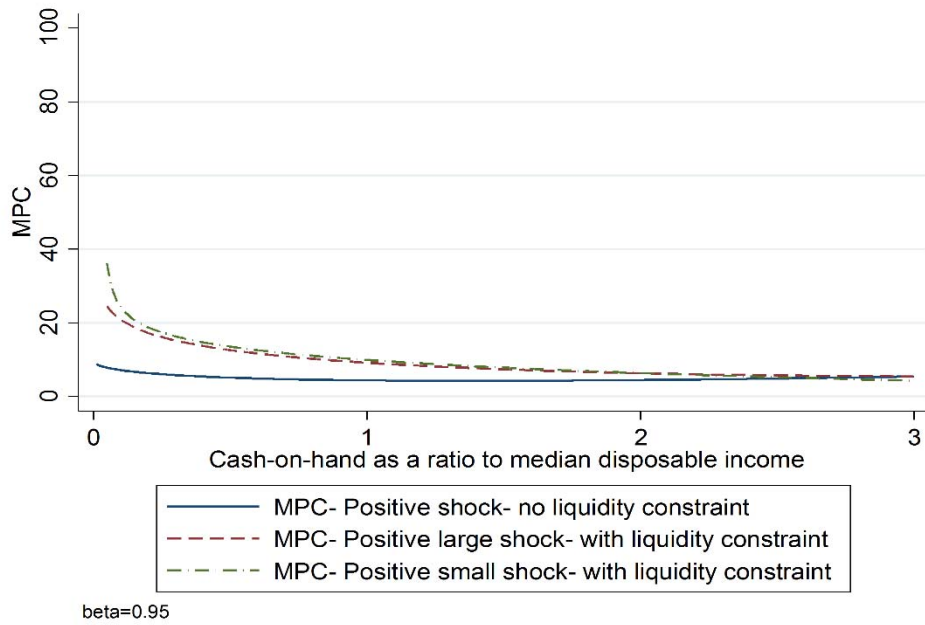 100
80
60
40
20
0
MPC
0 1 2 3
Cash-on-hand as a ratio to median disposable income
MPC- Positive shock- no liquidity constraint
MPC- Positive large shock- with liquidity constraint
MPC- Positive small shock- with liquidity constraint
beta=0.95